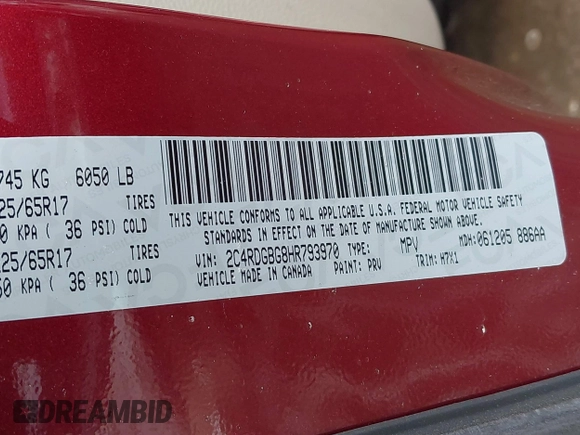 745 KG 6050 LB
25/65R17 TIRES
0 KPA ( 36 PSI) COLD
25/65R17 TIRES
50 KPA ( 36 PSI) COLD
THIS VEHICLE CONFORMS TO ALL APPLICABLE U.S.A. FEDERAL MOTOR VEHICLE SAFETY
STANDARDS IN EFFECT ON THE DATE OF MANUFACTURE SHOWN ABOVE.
VIN: 2C4RDGBG8HR793970 TYPE: MPV MDH: 061205 886AA
VEHICLE MADE IN CANADA PAINT: PRV TRIM: H7X1
DREAMBID